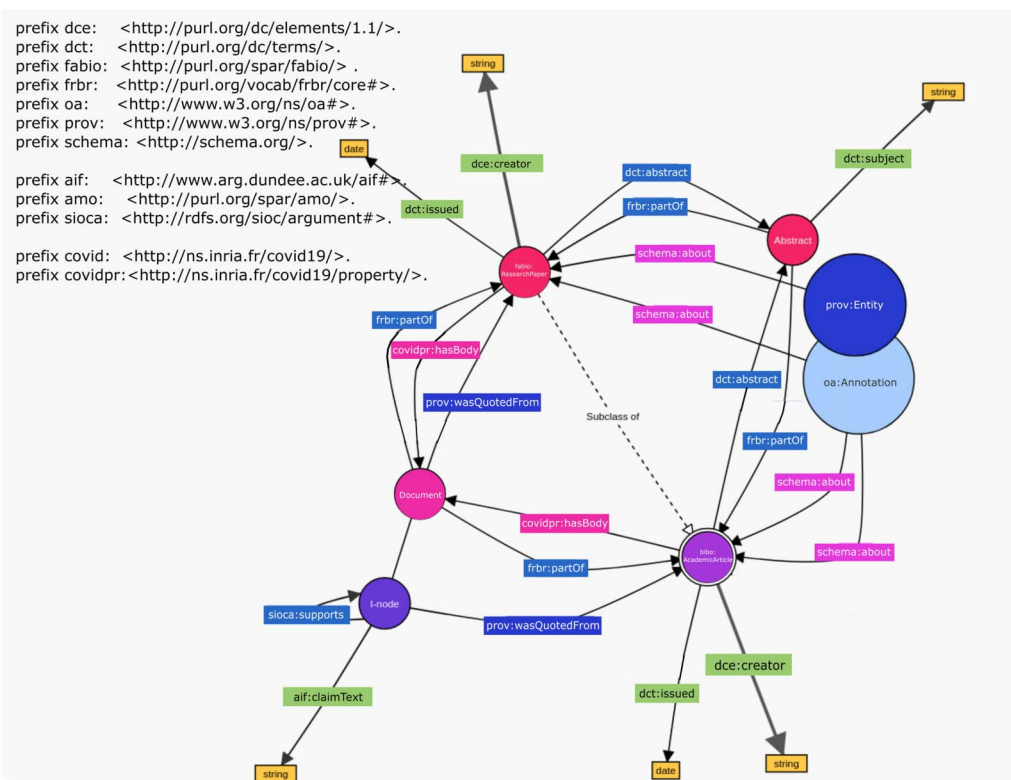 prefix dce: <http://purl.org/dc/elements/1.1/>.
prefix dct: <http://purl.org/dc/terms/>.
prefix fabio: <http://purl.org/spar/fabio/> .
prefix frbr: <http://purl.org/vocab/frbr/core#>.
prefix oa: <http://www.w3.org/ns/oa#>.
prefix prov: <http://www.w3.org/ns/prov#>.
prefix schema: <http://schema.org/>.
prefix aif: <http://www.arg.dundee.ac.uk/aif#>.
prefix amo: <http://purl.org/spar/amo/>.
prefix sioca: <http://rdfs.org/sioc/argument#>.
prefix covid: <http://ns.inria.fr/covid19/>.
prefix covidpr:<http://ns.inria.fr/covid19/property/>.
string
string
date
dce:creator
dct:subject
dct:abstract
dct:issued
frbr:partOf
Abstract
schema:about
fabio:
ResearchPaper
prov:Entity
schema:about
frbr:partOf
covidpr:hasBody
dct:abstract
oa:Annotation
prov:wasQuotedFrom
Subclass of
frbr:partOf
schema:about
Document
covidpr:hasBody
schema:about
bibo:
AcademicArticle
frbr:partOf
I-node
sioca:supports
prov:wasQuotedFrom
dce:creator
aif:claimText
dct:issued
string
date
string